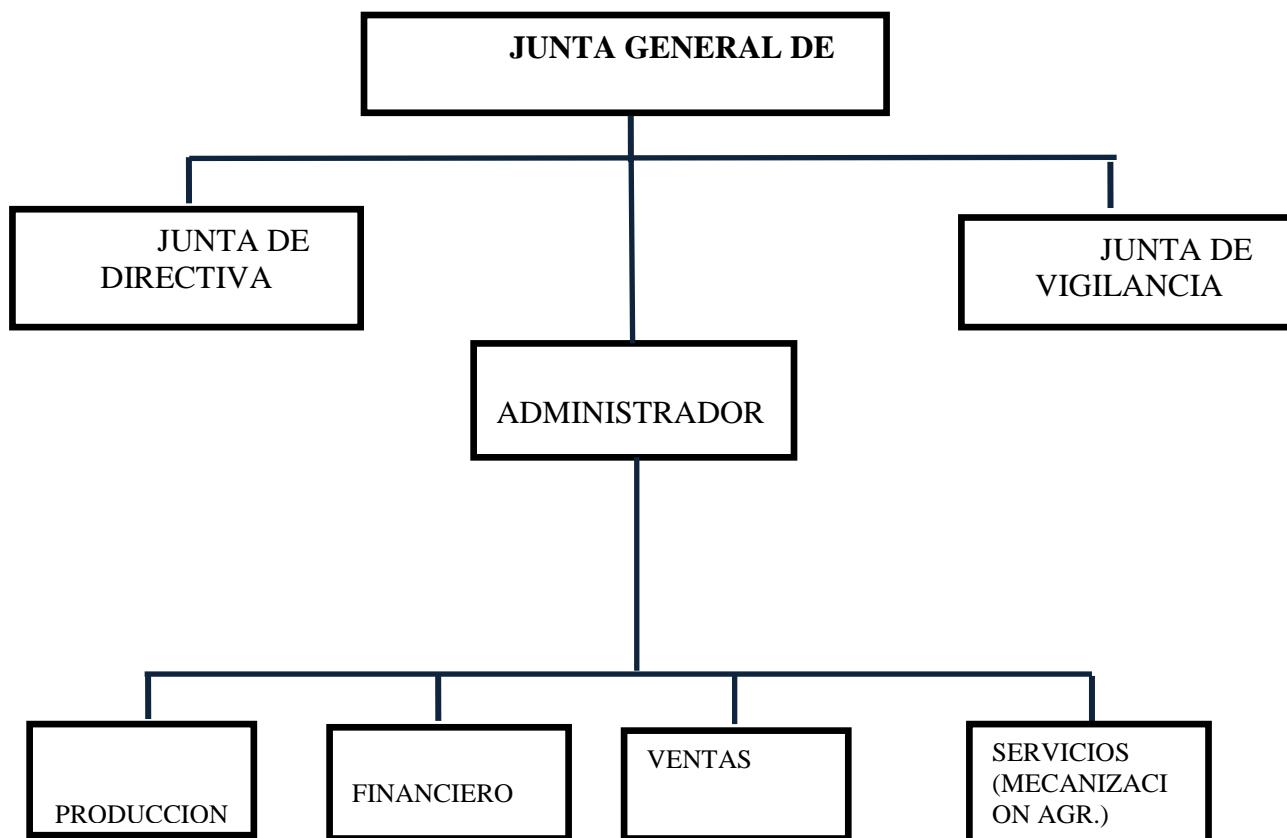 JUNTA GENERAL DE
JUNTA DE
DIRECTIVA
JUNTA DE
VIGILANCIA
ADMINISTRADOR
PRODUCCION
FINANCIERO
VENTAS
SERVICIOS
(MECANIZACI
ON AGR.)